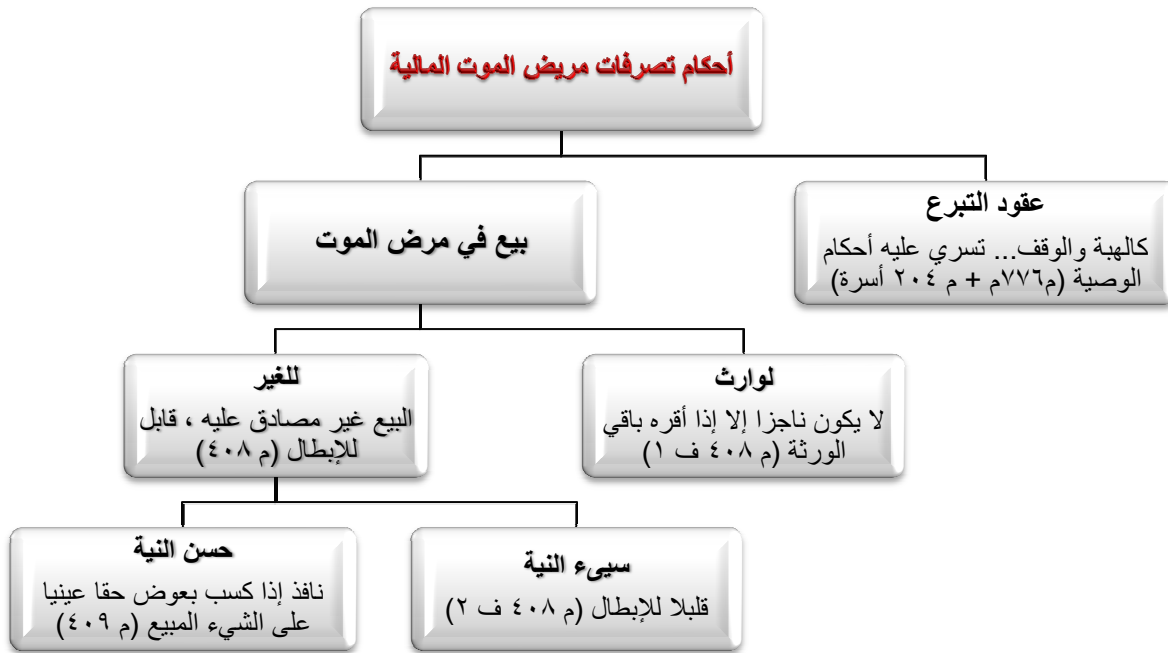 أحكام تصرفات مريض الموت المالية
عقود التبرع
كالهبة والوقف... تسري عليه أحكام
الوصية (م٧٧٦م + م ٢٠٤ أسرة)
بيع في مرض الموت
لوارث
لا يكون ناجزا إلا إذا أقره باقي
الورثة (م ٤٠٨ ف ١)
للغير
البيع غير مصادق عليه ، قابل
للإبطال (م ٤٠٨)
سيىء النية
قلبلا للإبطال (م ٤٠٨ ف ٢)
حسن النية
نافذ إذا كسب بعوض حقا عينيا
على الشيء المبيع (م ٤٠٩)